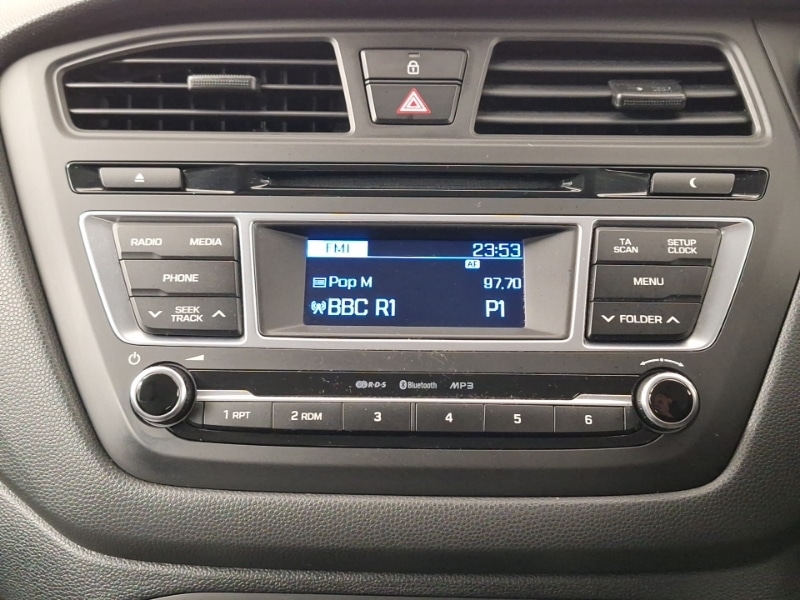 RADIO MEDIA
PHONE
SEEK
TRACK
FM1 23:53
AF
Pop M 97.70
BBC R1 P1
TA
SCAN
SETUP
CLOCK
MENU
FOLDER
R·D·S Bluetooth MP3
1 RPT 2 RDM 3 4 5 6